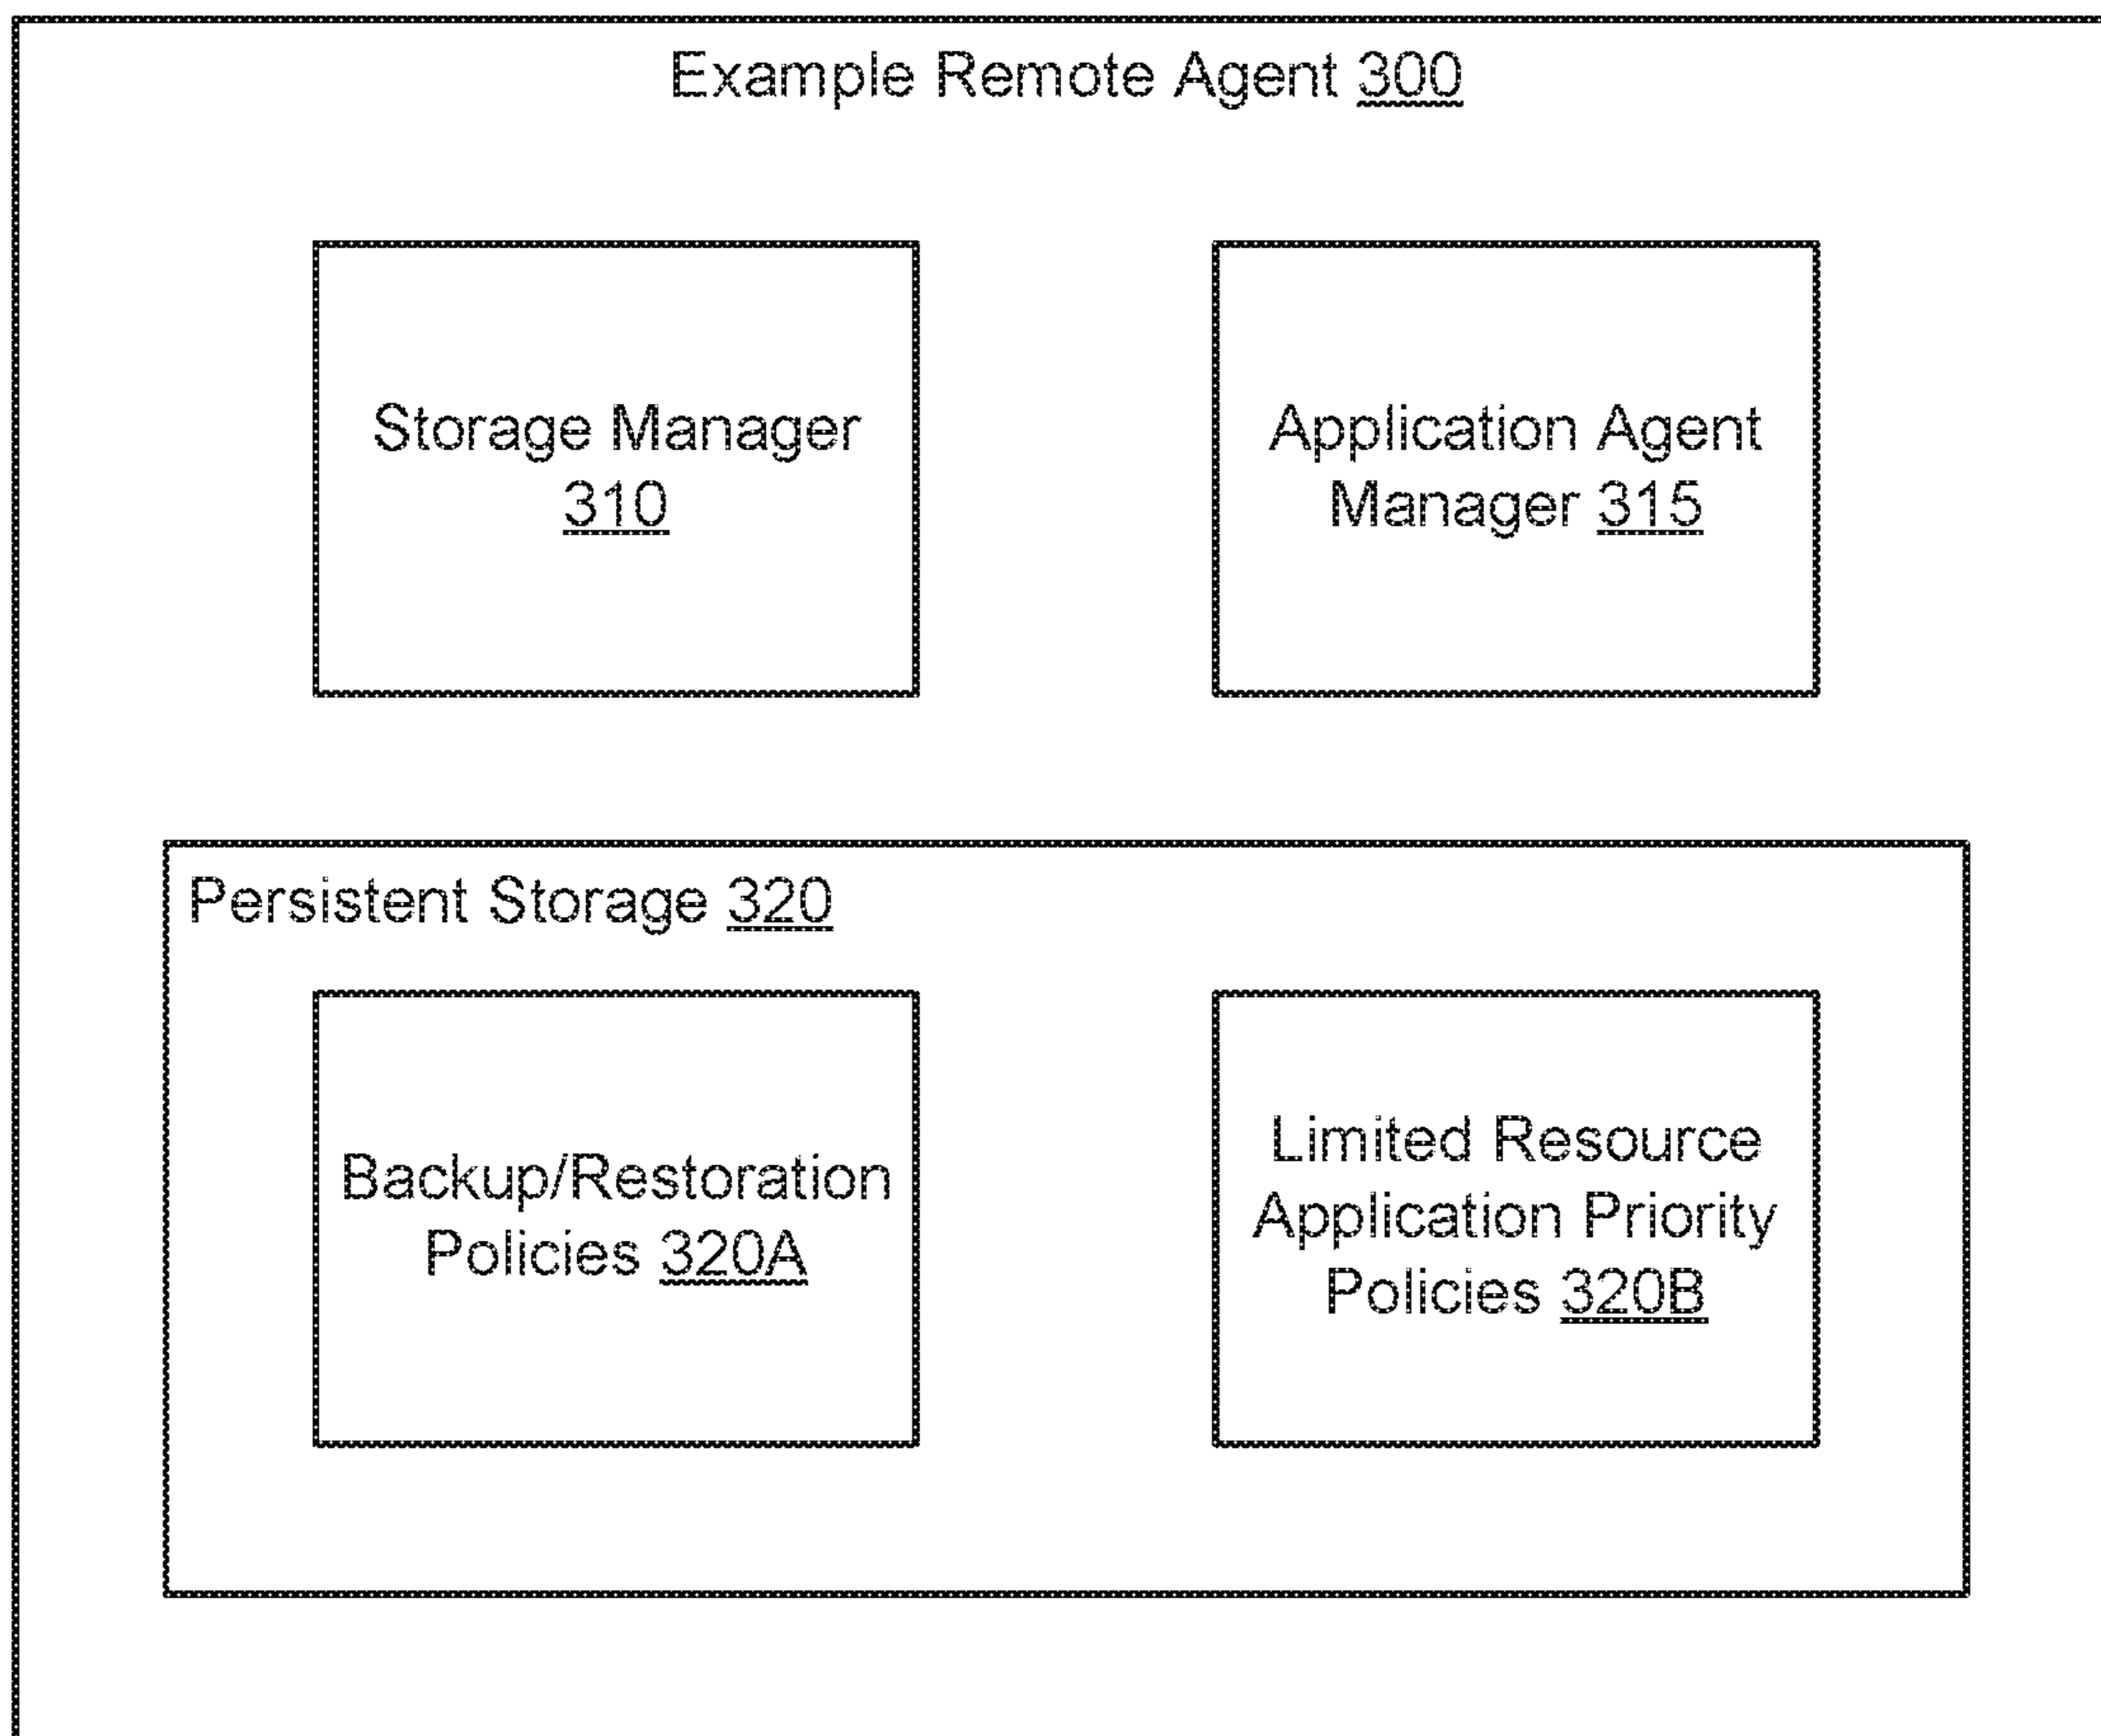 Example Remote Agent 300
Storage Manager
310
Application Agent
Manager 315
Persistent Storage 320
Backup/Restoration
Policies 320A
Limited Resource
Application Priority
Policies 320B